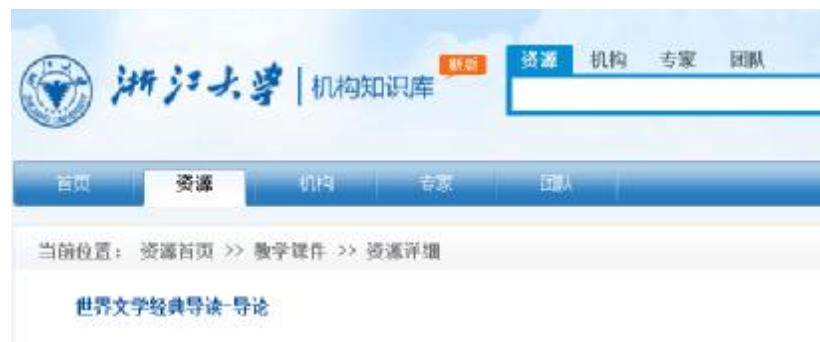 浙江大学 机构知识库 新版
资源 机构 专家 团队
首页 资源 机构 专家 团队
当前位置： 资源首页 >> 教学课件 >> 资源详细
世界文学经典导读-导论